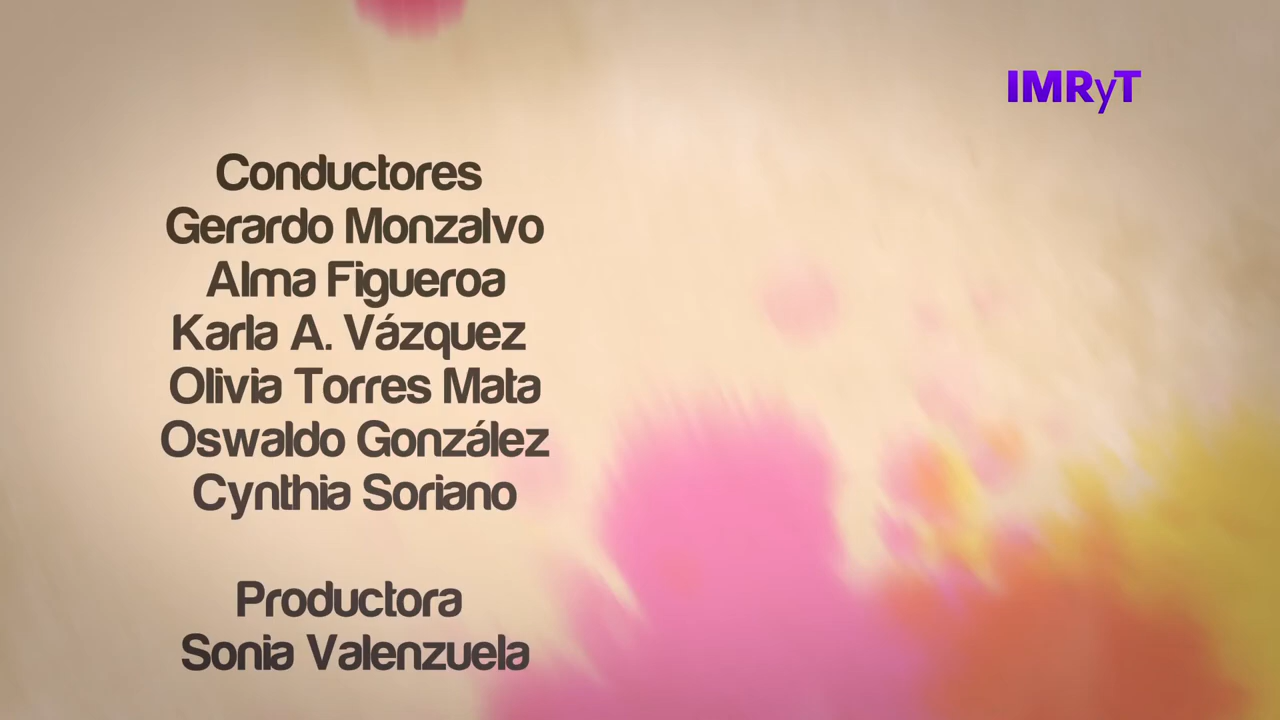 IMRyT
Conductores
Gerardo Monzalvo
Alma Figueroa
Karla A. Vázquez
Olivia Torres Mata
Oswaldo González
Cynthia Soriano
Productora
Sonia Valenzuela